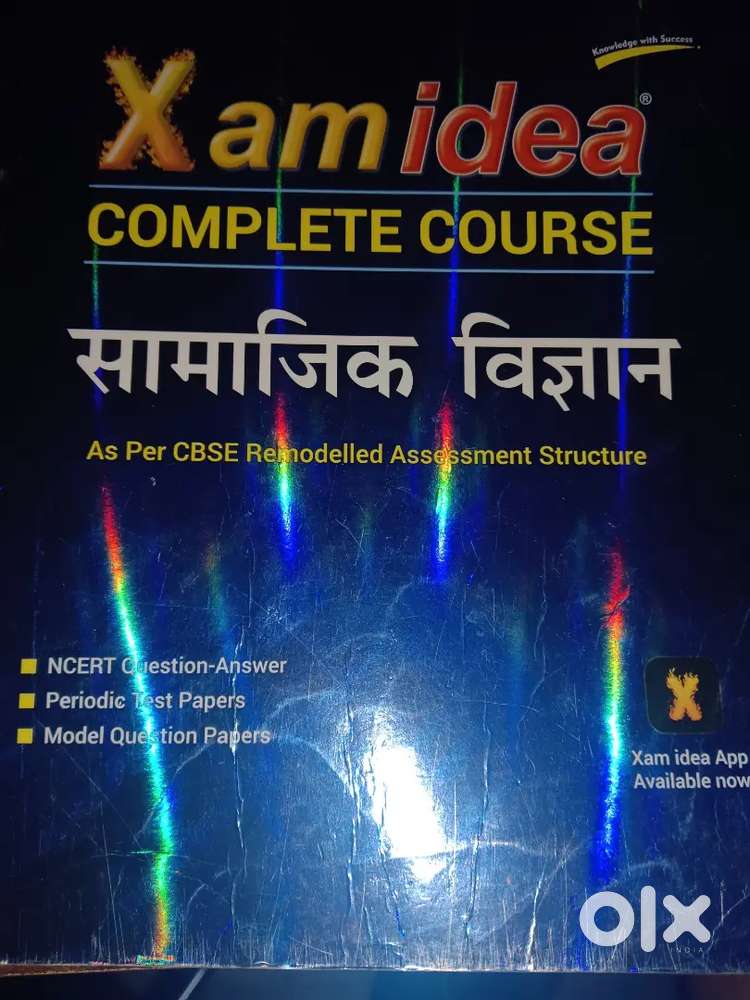 Knowledge with Success
Xam idea®
COMPLETE COURSE
सामाजिक विज्ञान
As Per CBSE Remodelled Assessment Structure
NCERT Question-Answer
Periodic Test Papers
Model Question Papers
X
Xam idea App
Available now
olx
INDIA